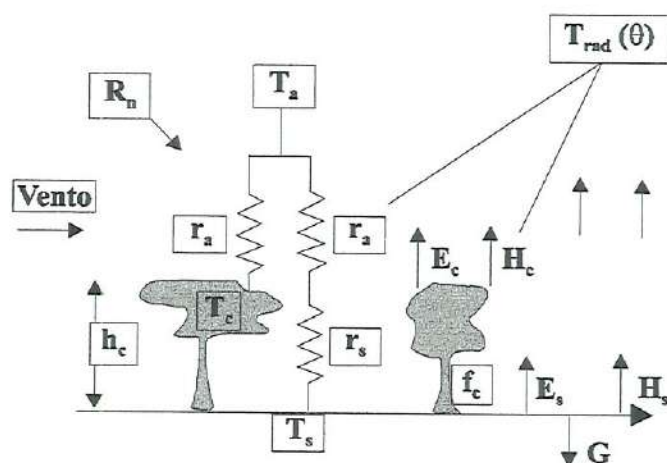 T_rad (θ)
R_n
T_a
Vento
r_a
r_a
E_c
H_c
T_c
h_c
r_s
f_c
E_s
H_s
T_s
G